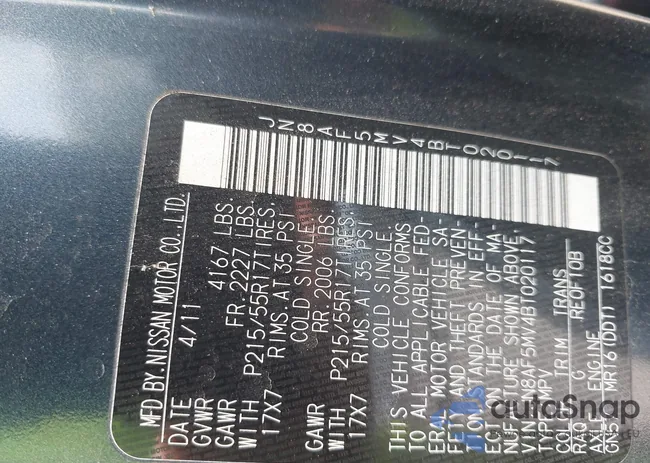 JN8AF5MV4BT020117
MFD BY.NISSAN MOTOR CO.,LTD.
DATE 4/11
GVWR 4167 LBS.
GAWR FR.2227 LBS.
WITH P215/55R17TIRES.
17X7 RIMS.AT 35 PSI
COLD SINGLE.
GAWR RR.2006 LBS.
WITH P215/55R17TIRES.
17X7 RIMS AT 35 PSI
COLD SINGLE.
THIS VEHICLE CONFORMS
TO ALL APPLICABLE FED-
ERAL MOTOR VEHICLE SA-
FETY AND THEFT PREVEN-
TION STANDARDS IN EFF-
ECT ON THE DATE OF MA-
NUFACTURE SHOWN ABOVE.
VIN:JN8AF5MV4BT020117
TYPE:MPV
COL TRIM TRANS
RAQ G RE0F10B
AXL ENGINE
MR16(DD1) 1618CC
autoSnap